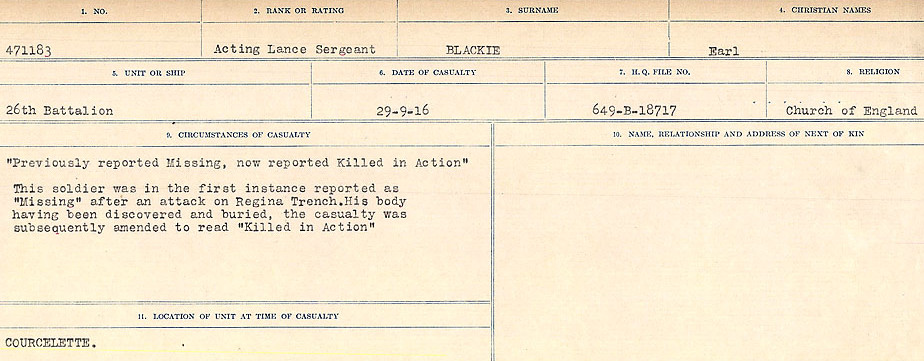 1. NO. 2. RANK OR RATING 3. SURNAME 4. CHRISTIAN NAMES
471183 Acting Lance Sergeant BLACKIE Earl
5. UNIT OR SHIP 6. DATE OF CASUALTY 7. H.Q. FILE NO. 8. RELIGION
26th Battalion 29-9-16 649-B-18717 Church of England
9. CIRCUMSTANCES OF CASUALTY
"Previously reported Missing, now reported Killed in Action"
This soldier was in the first instance reported as
"Missing" after an attack on Regina Trench.His body
having been discovered and buried, the casualty was
subsequently amended to read "Killed in Action"
10. NAME, RELATIONSHIP AND ADDRESS OF NEXT OF KIN
11. LOCATION OF UNIT AT TIME OF CASUALTY
COURCELETTE.